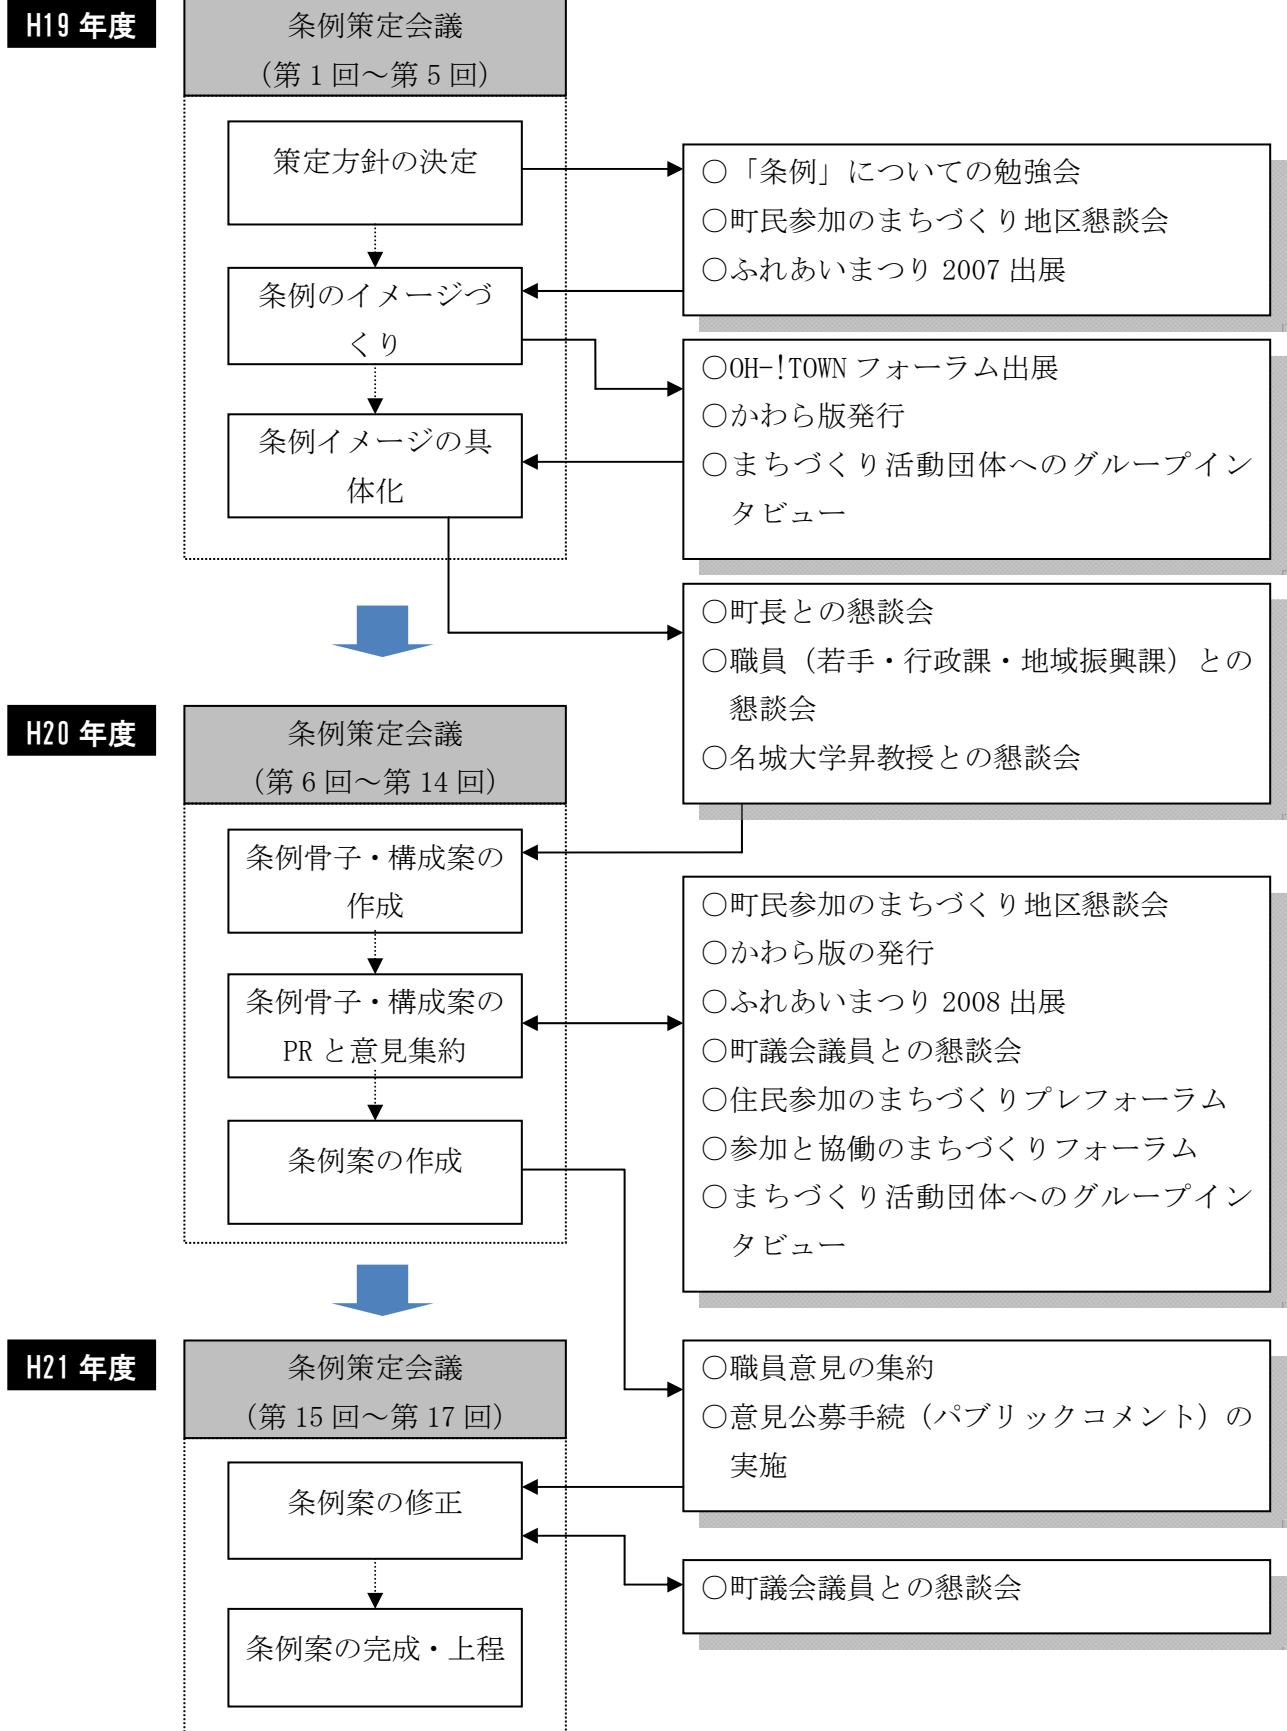 H19 年度
条例策定会議
（第 1 回～第 5 回）
策定方針の決定
○「条例」についての勉強会
○町民参加のまちづくり地区懇談会
○ふれあいまつり 2007 出展
条例のイメージづ
くり
○OH-!TOWN フォーラム出展
○かわら版発行
○まちづくり活動団体へのグループイン
タビュー
条例イメージの具
体化
○町長との懇談会
○職員（若手・行政課・地域振興課）との
懇談会
○名城大学昇教授との懇談会
H20 年度
条例策定会議
（第 6 回～第 14 回）
条例骨子・構成案の
作成
条例骨子・構成案の
PR と意見集約
○町民参加のまちづくり地区懇談会
○かわら版の発行
○ふれあいまつり 2008 出展
○町議会議員との懇談会
○住民参加のまちづくりプレフォーラム
○参加と協働のまちづくりフォーラム
○まちづくり活動団体へのグループイン
タビュー
条例案の作成
H21 年度
条例策定会議
（第 15 回～第 17 回）
○職員意見の集約
○意見公募手続（パブリックコメント）の
実施
条例案の修正
○町議会議員との懇談会
条例案の完成・上程